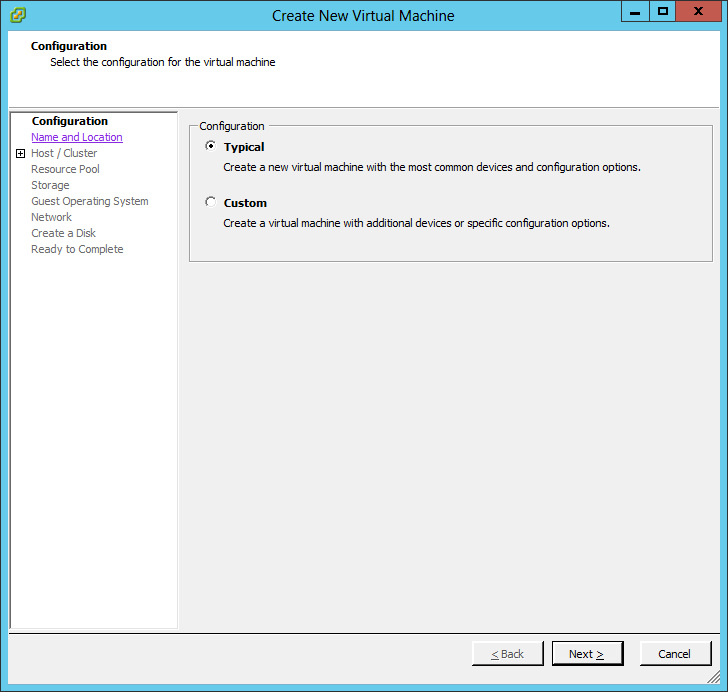 Create New Virtual Machine
Configuration
Select the configuration for the virtual machine
Configuration
Name and Location
Host / Cluster
Resource Pool
Storage
Guest Operating System
Network
Create a Disk
Ready to Complete
Configuration
Typical
Create a new virtual machine with the most common devices and configuration options.
Custom
Create a virtual machine with additional devices or specific configuration options.
< Back
Next >
Cancel